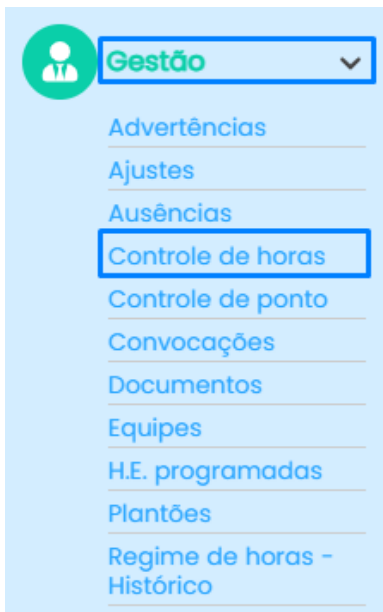 Gestão
Advertências
Ajustes
Ausências
Controle de horas
Controle de ponto
Convocações
Documentos
Equipes
H.E. programadas
Plantões
Regime de horas -
Histórico